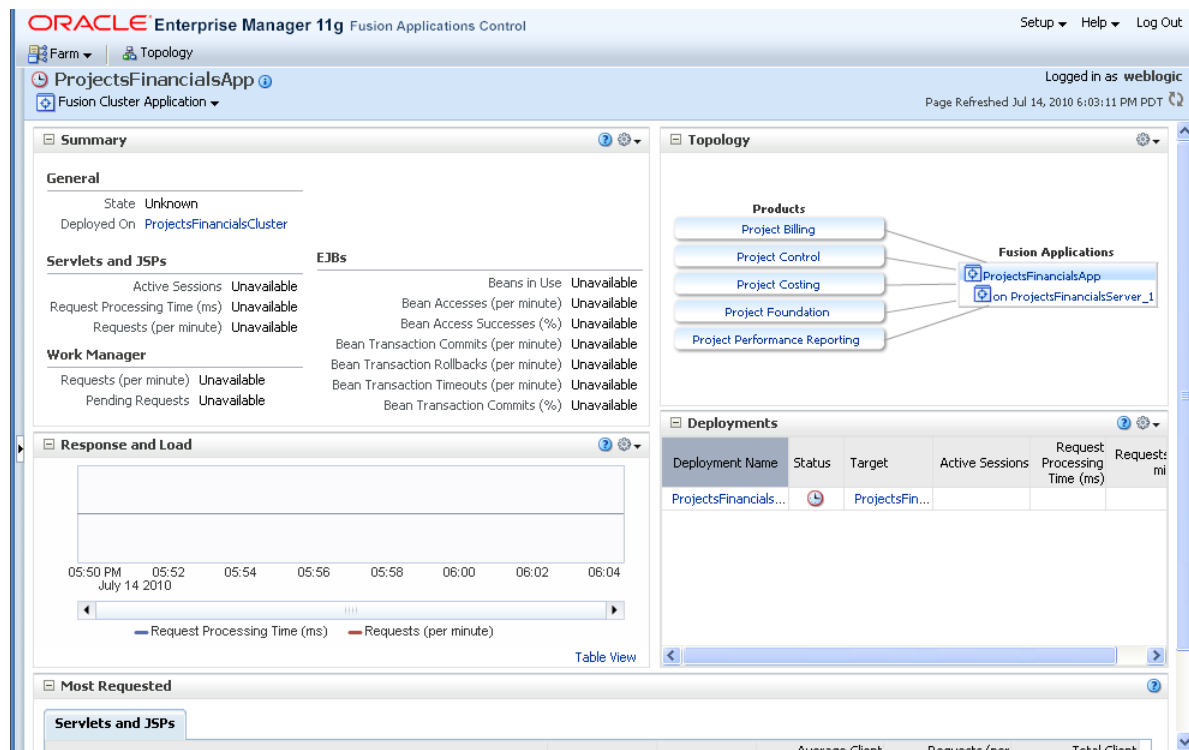 ORACLE Enterprise Manager 11g Fusion Applications Control
Setup Help Log Out
Farm Topology
ProjectsFinancialsApp
Logged in as weblogic
Fusion Cluster Application
Page Refreshed Jul 14, 2010 6:03:11 PM PDT
Summary
General
State Unknown
Deployed On ProjectsFinancialsCluster
Servlets and JSPs
Active Sessions Unavailable
Request Processing Time (ms) Unavailable
Requests (per minute) Unavailable
Work Manager
Requests (per minute) Unavailable
Pending Requests Unavailable
EJBs
Beans in Use Unavailable
Bean Accesses (per minute) Unavailable
Bean Access Successes (%) Unavailable
Bean Transaction Commits (per minute) Unavailable
Bean Transaction Rollbacks (per minute) Unavailable
Bean Transaction Timeouts (per minute) Unavailable
Bean Transaction Commits (%) Unavailable
Topology
Products
Project Billing
Project Control
Project Costing
Project Foundation
Project Performance Reporting
Fusion Applications
ProjectsFinancialsApp
on ProjectsFinancialsServer_1
Response and Load
05:50 PM 05:52 05:54 05:56 05:58 06:00 06:02 06:04
July 14 2010
Request Processing Time (ms) Requests (per minute)
Table View
Deployments
Deployment Name Status Target Active Sessions Request Processing Time (ms) Requests mi
ProjectsFinancials... ProjectsFin...
Most Requested
Servlets and JSPs
Average Client Requests (per Total Client